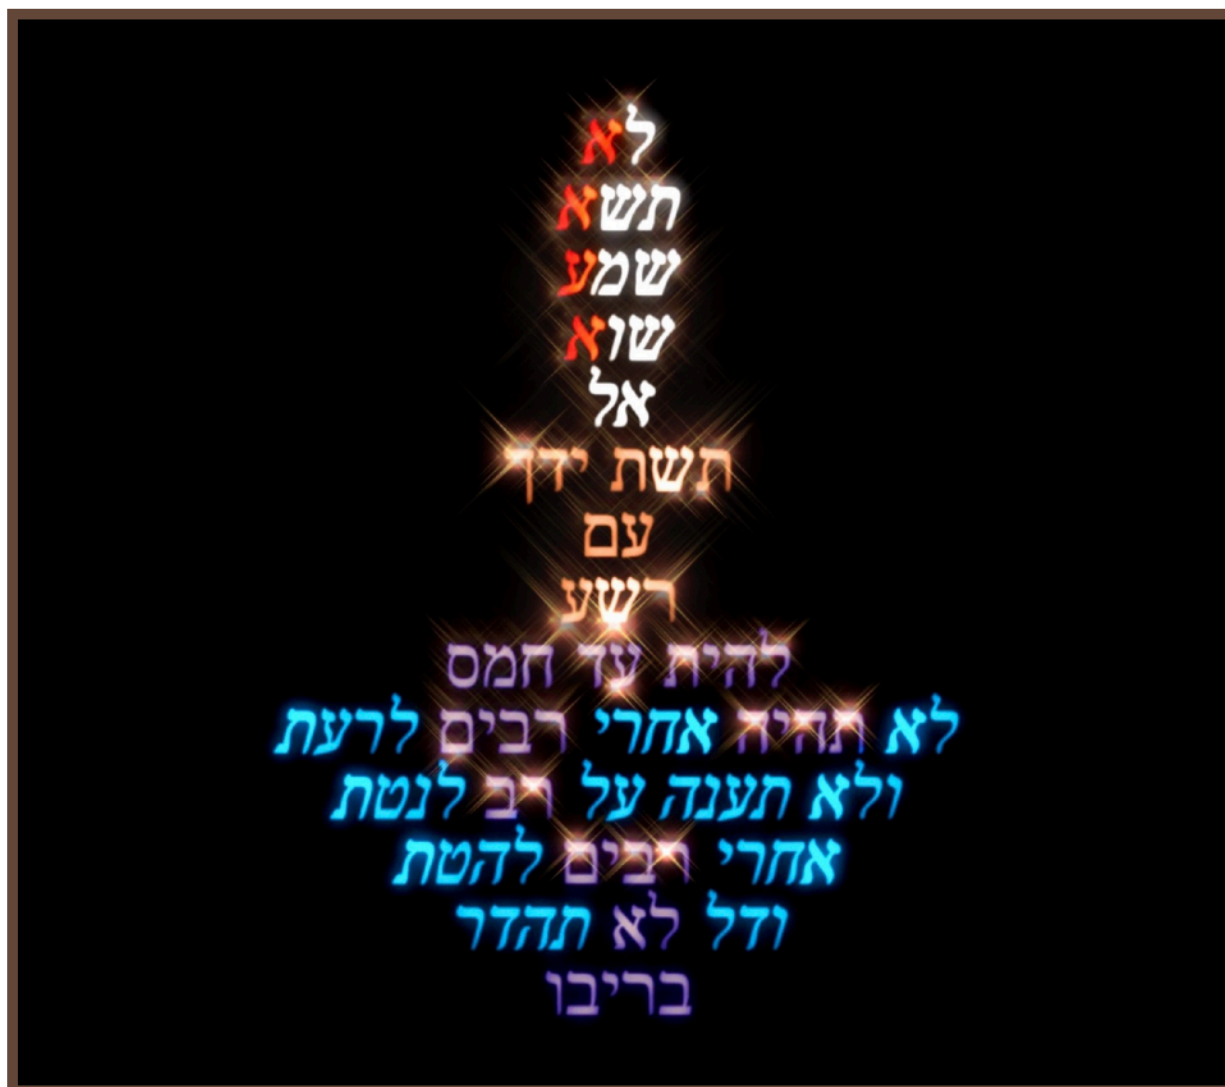 לא
תשא
שמע
שוא
אל
תשת ידך
עם
רשע
להית עד חמס
לא תהיה אחרי רבים לרעת
ולא תענה על רב לנטת
אחרי רבים להטת
ודל לא תהדר
בריבו